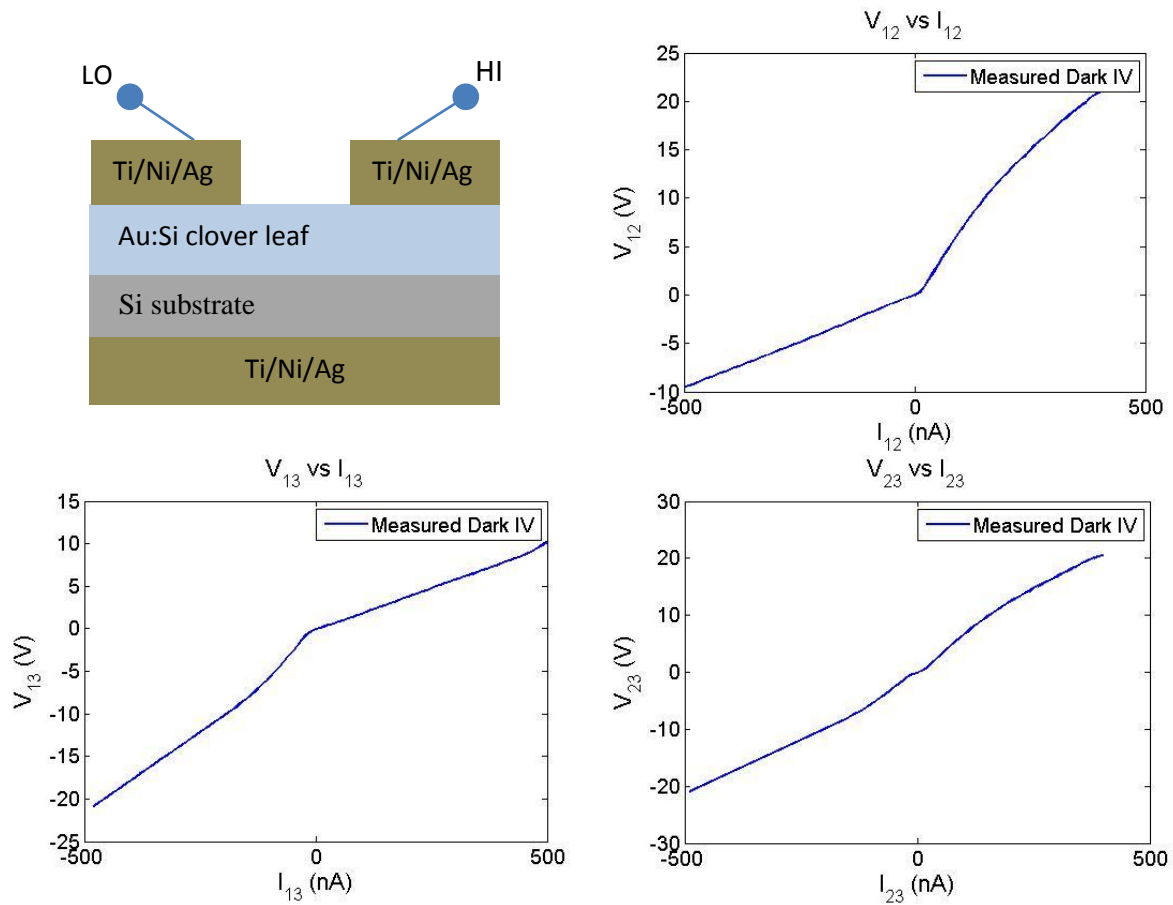 LO
HI
Ti/Ni/Ag
Ti/Ni/Ag
Au:Si clover leaf
Si substrate
Ti/Ni/Ag
V12 vs I12
Measured Dark IV
25
20
15
10
5
0
-5
-10
V12 (V)
-500
0
500
I12 (nA)
V13 vs I13
Measured Dark IV
15
10
5
0
-5
-10
-15
-20
-25
V13 (V)
-500
0
500
I13 (nA)
V23 vs I23
Measured Dark IV
30
20
10
0
-10
-20
-30
V23 (V)
-500
0
500
I23 (nA)